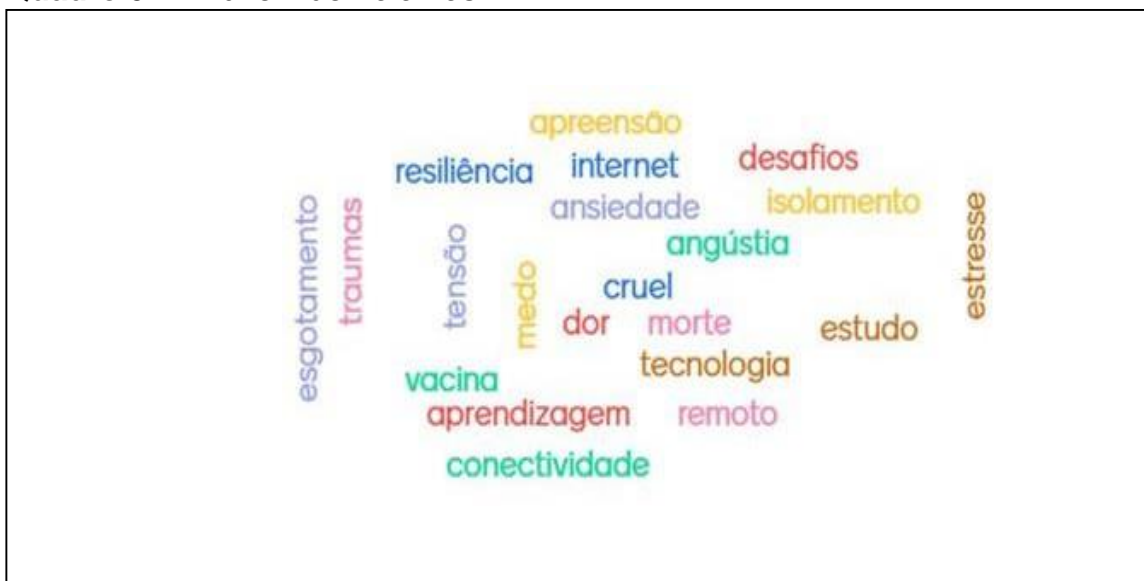 apreensão
resiliência internet desafios
ansiedade isolamento
esgotamento traumas tensão angústia estresse
medo cruel
dor morte estudo
tecnologia
vacina
aprendizagem remoto
conectividade